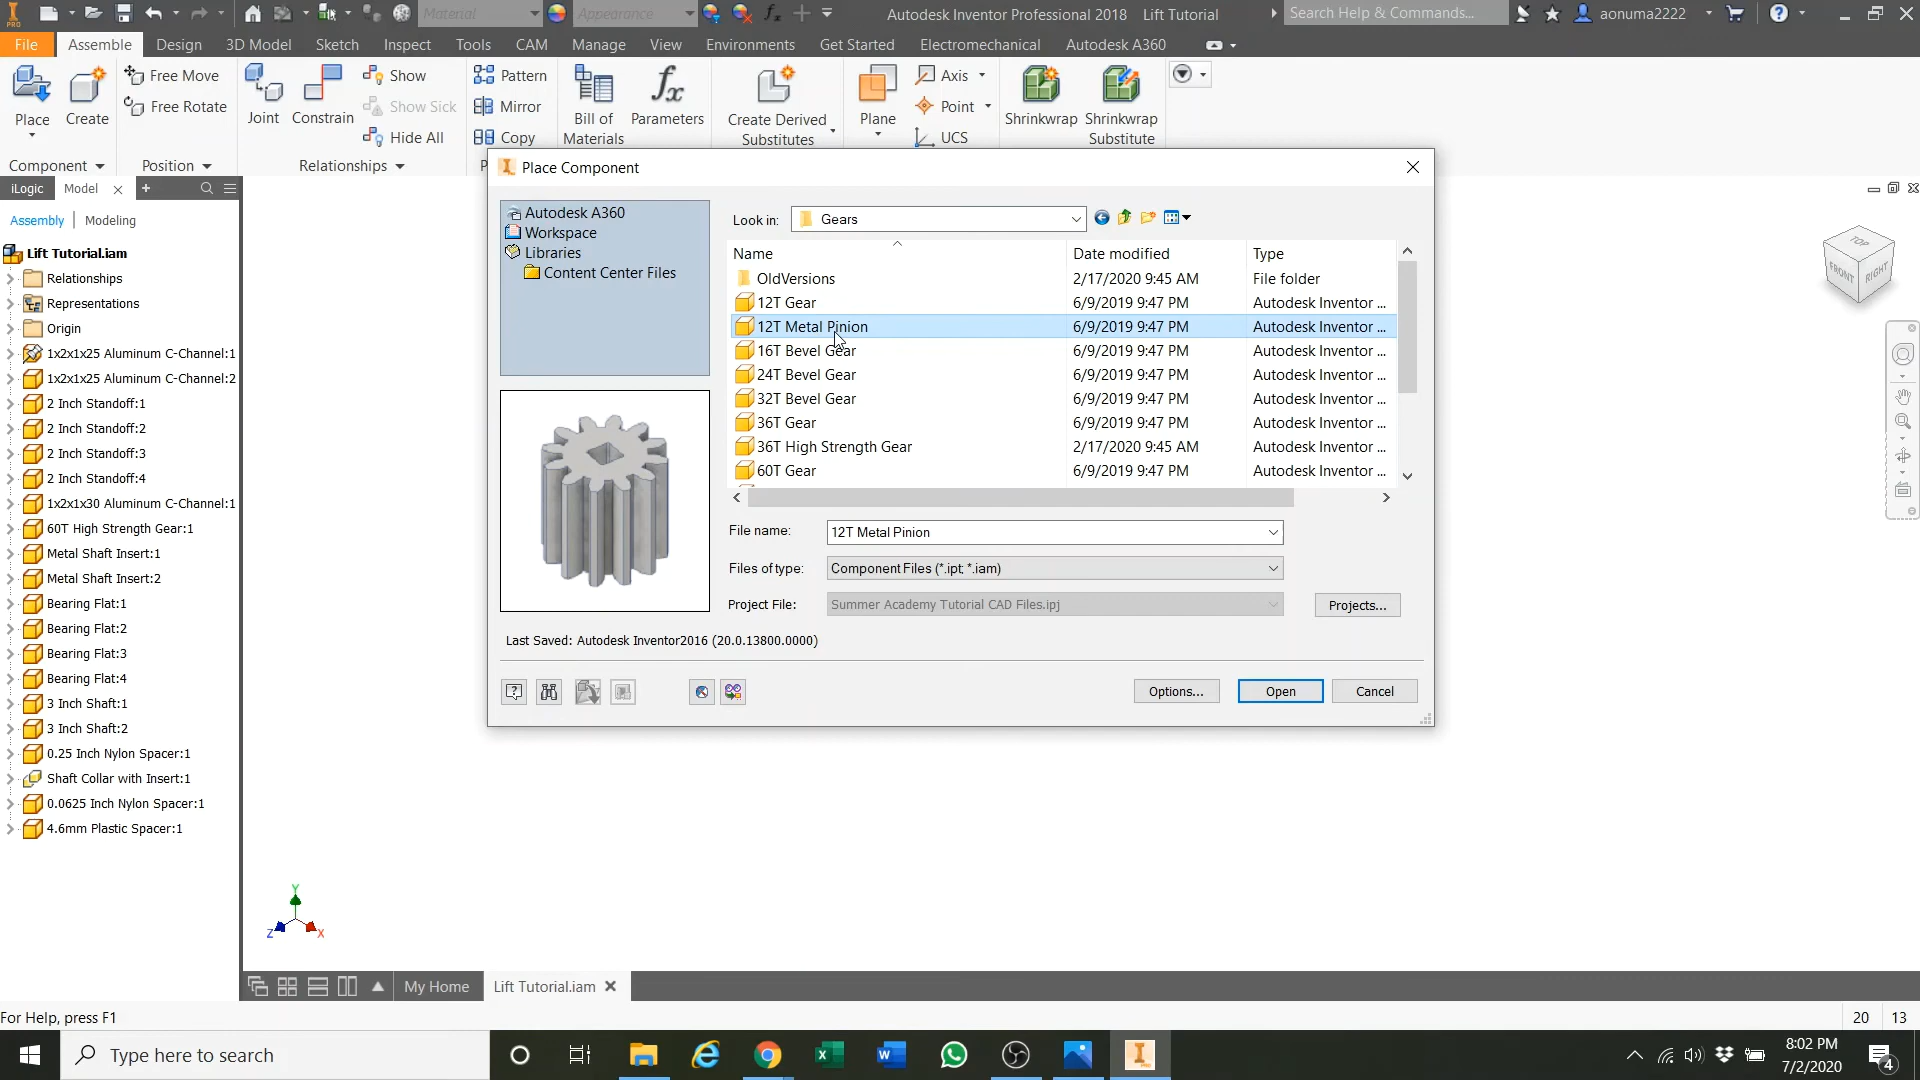 PRO
Material
Appearance
Autodesk Inventor Professional 2018 Lift Tutorial
Search Help & Commands...
aonuma2222
File Assemble Design 3D Model Sketch Inspect Tools CAM Manage View Environments Get Started Electromechanical Autodesk A360
Place
Create
Free Move
Free Rotate
Joint
Constrain
Show
Show Sick
Hide All
Pattern
Mirror
Copy
Bill of
Materials
Parameters
Create Derived
Substitutes
Plane
Axis
Point
UCS
Shrinkwrap
Shrinkwrap
Substitute
Component
Position
Relationships
P
iLogic Model
Assembly Modeling
Lift Tutorial.iam
Relationships
Representations
Origin
1x2x1x25 Aluminum C-Channel:1
1x2x1x25 Aluminum C-Channel:2
2 Inch Standoff:1
2 Inch Standoff:2
2 Inch Standoff:3
2 Inch Standoff:4
1x2x1x30 Aluminum C-Channel:1
60T High Strength Gear:1
Metal Shaft Insert:1
Metal Shaft Insert:2
Bearing Flat:1
Bearing Flat:2
Bearing Flat:3
Bearing Flat:4
3 Inch Shaft:1
3 Inch Shaft:2
0.25 Inch Nylon Spacer:1
Shaft Collar with Insert:1
0.0625 Inch Nylon Spacer:1
4.6mm Plastic Spacer:1
Place Component
Autodesk A360
Workspace
Libraries
Content Center Files
Look in: Gears
Name Date modified Type
OldVersions 2/17/2020 9:45 AM File folder
12T Gear 6/9/2019 9:47 PM Autodesk Inventor ...
12T Metal Pinion 6/9/2019 9:47 PM Autodesk Inventor ...
16T Bevel Gear 6/9/2019 9:47 PM Autodesk Inventor ...
24T Bevel Gear 6/9/2019 9:47 PM Autodesk Inventor ...
32T Bevel Gear 6/9/2019 9:47 PM Autodesk Inventor ...
36T Gear 6/9/2019 9:47 PM Autodesk Inventor ...
36T High Strength Gear 2/17/2020 9:45 AM Autodesk Inventor ...
60T Gear 6/9/2019 9:47 PM Autodesk Inventor ...
File name: 12T Metal Pinion
Files of type: Component Files (*.ipt; *.iam)
Project File: Summer Academy Tutorial CAD Files.ipj
Projects...
Last Saved: Autodesk Inventor2016 (20.0.13800.0000)
Options... Open Cancel
TOP
FRONT
RIGHT
Y
Z
X
My Home Lift Tutorial.iam
For Help, press F1
20 13
Type here to search
8:02 PM
7/2/2020
4